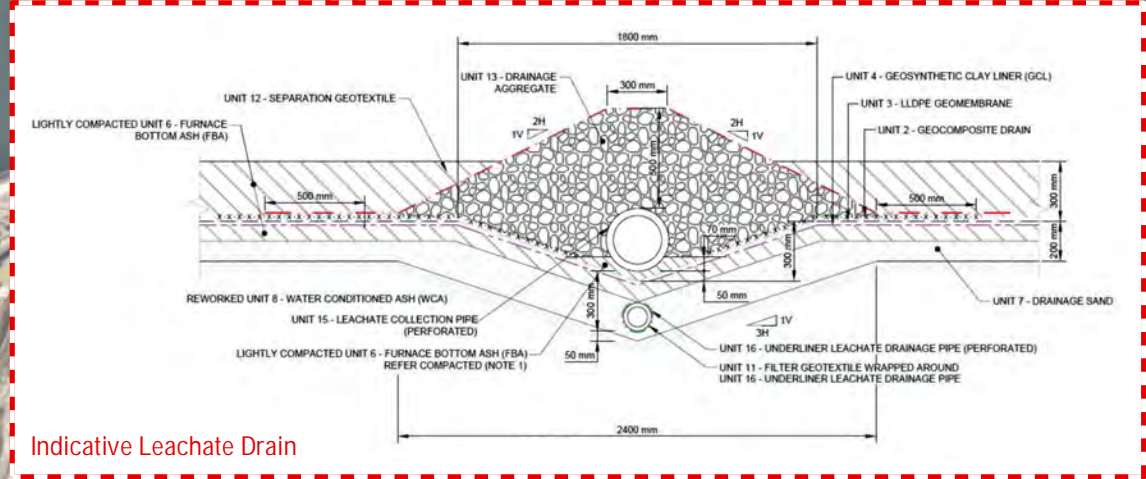 1800 mm
UNIT 13 - DRAINAGE
AGGREGATE
300 mm
UNIT 4 - GEOSYNTHETIC CLAY LINER (GCL)
UNIT 12 - SEPARATION GEOTEXTILE
UNIT 3 - LLDPE GEOMEMBRANE
LIGHTLY COMPACTED UNIT 6 - FURNACE
BOTTOM ASH (FBA)
UNIT 2 - GEOCOMPOSITE DRAIN
2H
1V
2H
1V
500 mm
500 mm
500 mm
300 mm
200 mm
70 mm
300 mm
50 mm
REWORKED UNIT 8 - WATER CONDITIONED ASH (WCA)
300 mm
UNIT 7 - DRAINAGE SAND
UNIT 15 - LEACHATE COLLECTION PIPE
(PERFORATED)
1V
3H
LIGHTLY COMPACTED UNIT 6 - FURNACE BOTTOM ASH (FBA)
REFER COMPACTED (NOTE 1)
50 mm
UNIT 16 - UNDERLINER LEACHATE DRAINAGE PIPE (PERFORATED)
UNIT 11 - FILTER GEOTEXTILE WRAPPED AROUND
UNIT 16 - UNDERLINER LEACHATE DRAINAGE PIPE
2400 mm
Indicative Leachate Drain